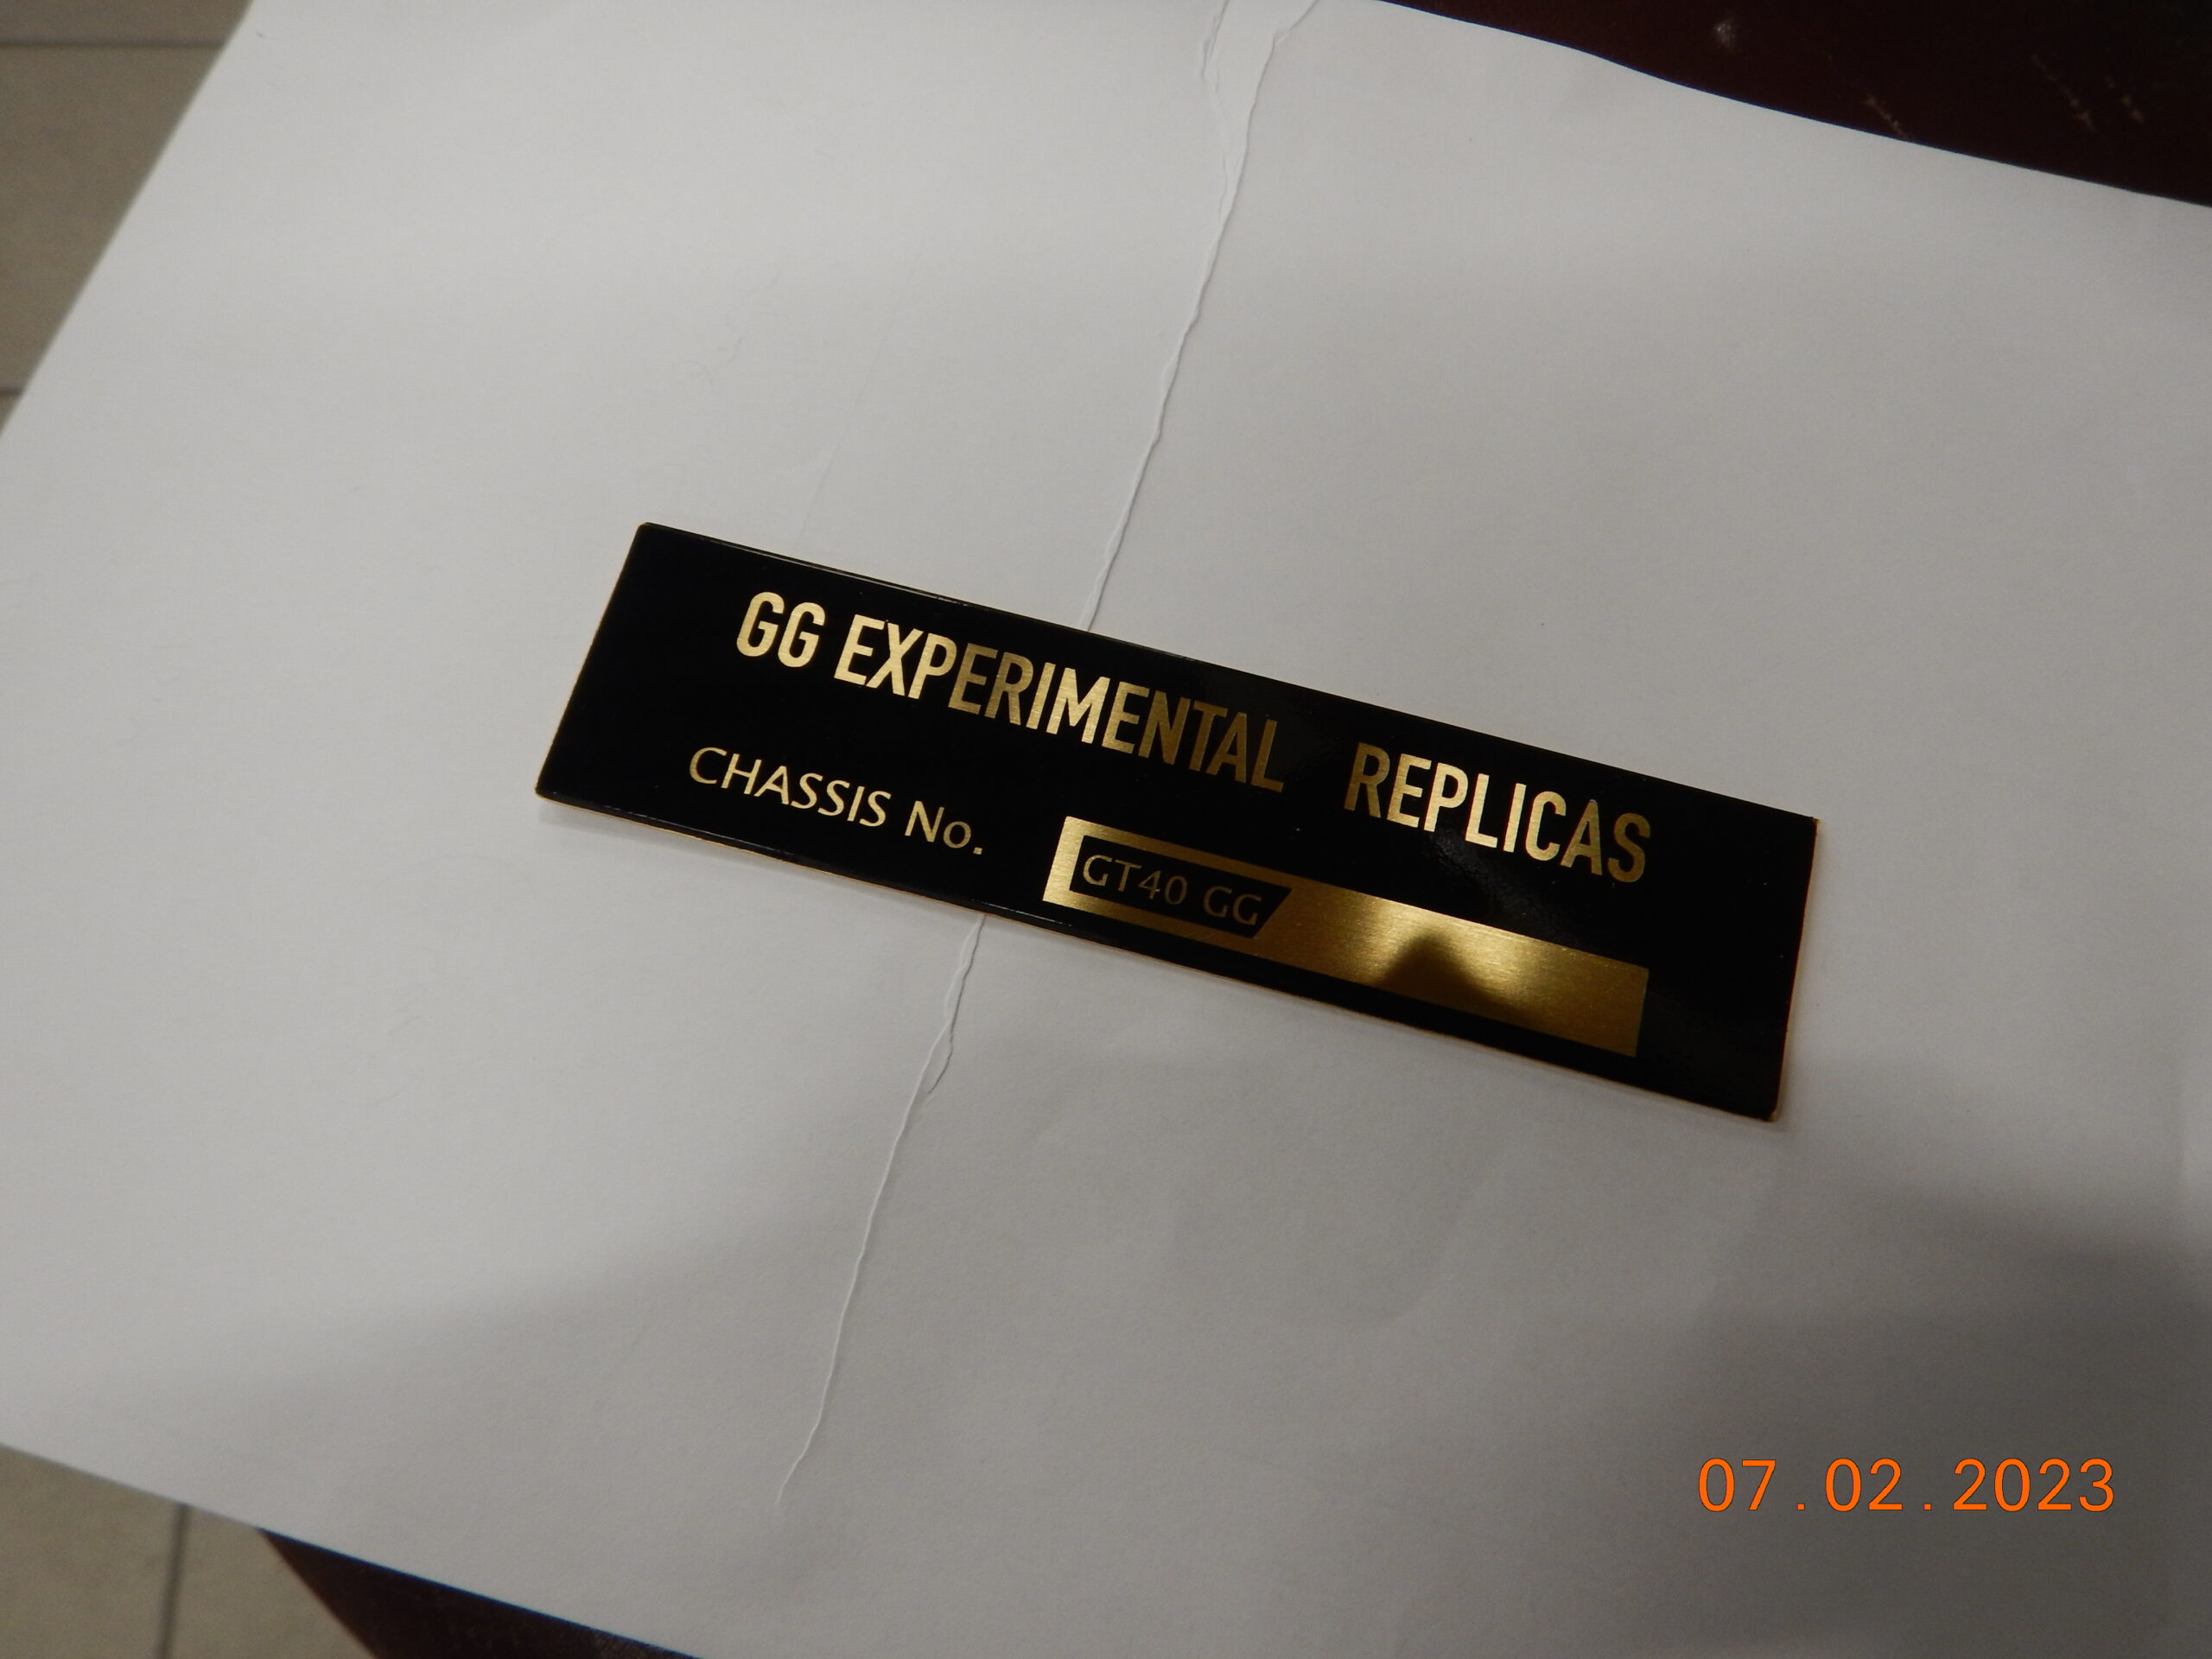 GG EXPERIMENTAL REPLICAS
CHASSIS No. GT40 GG
07.02.2023